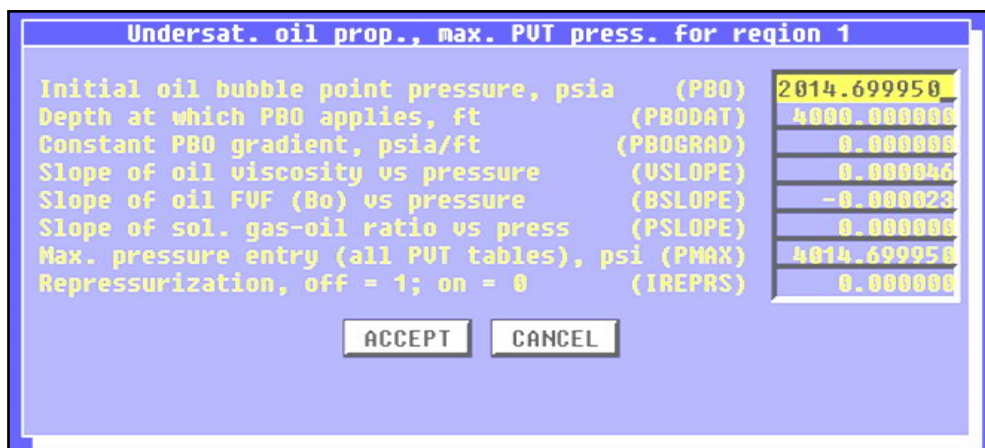 Undersat. oil prop., max. PVT press. for region 1
Initial oil bubble point pressure, psia (PBO) 2014.699950_
Depth at which PBO applies, ft (PBODAT) 4000.000000
Constant PBO gradient, psia/ft (PBOGRAD) 0.000000
Slope of oil viscosity vs pressure (VSLOPE) 0.000046
Slope of oil FVF (Bo) vs pressure (BSLOPE) -0.000023
Slope of sol. gas-oil ratio vs press (PSLOPE) 0.000000
Max. pressure entry (all PVT tables), psi (PMAX) 4014.699950
Repressurization, off = 1; on = 0 (IREPRS) 0.000000
ACCEPT CANCEL